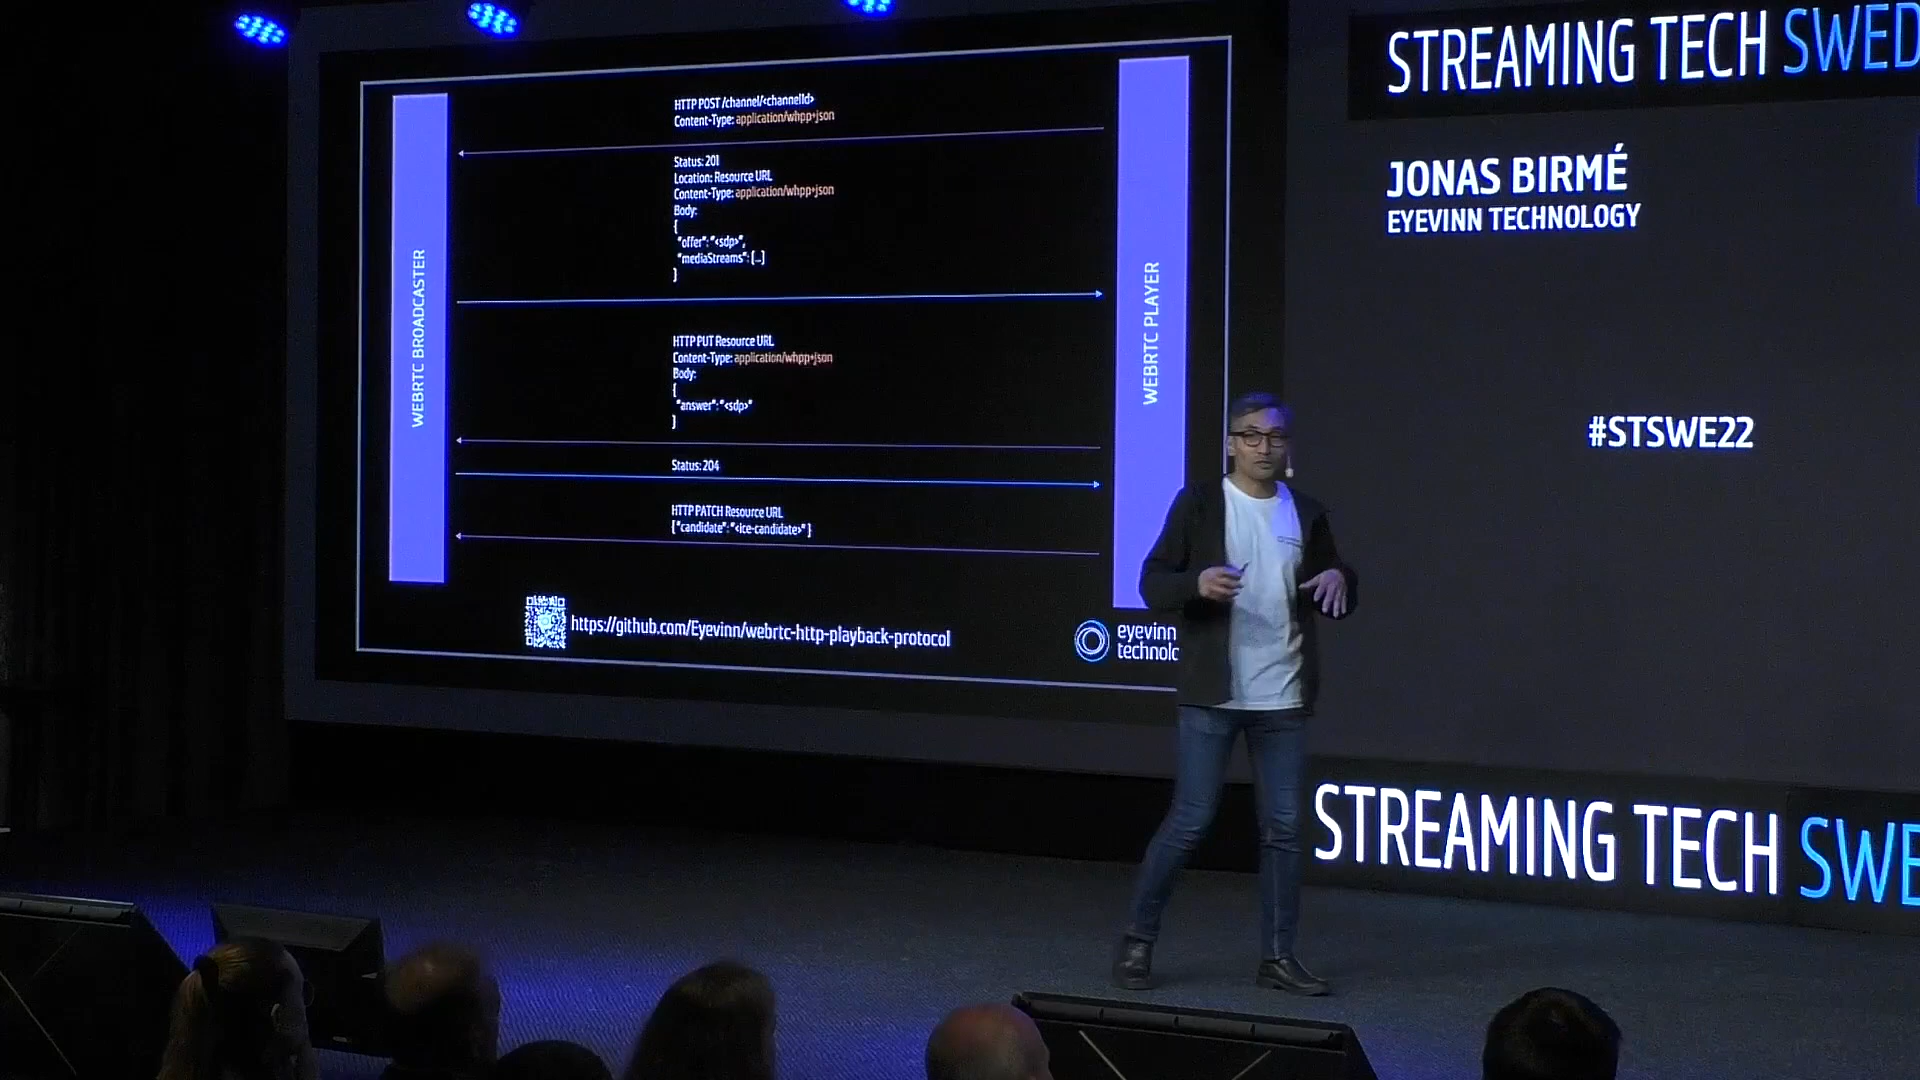 HTTP POST /channel/<channelId>
Content-Type: application/whpp+json
Status: 201
Location: Resource URL
Content-Type: application/whpp+json
Body:
{
"offer": "<sdp>",
"mediaStreams": [...]
}
HTTP PUT Resource URL
Content-Type: application/whpp+json
Body:
{
"answer": "<sdp>"
}
Status: 204
HTTP PATCH Resource URL
{ "candidate": "<ice-candidate>" }
WEBRTC BROADCASTER
WEBRTC PLAYER
https://github.com/Eyevinn/webrtc-http-playback-protocol
eyevinn
technolo
STREAMING TECH SWED
JONAS BIRMÉ
EYEVINN TECHNOLOGY
#STSWE22
STREAMING TECH SWE